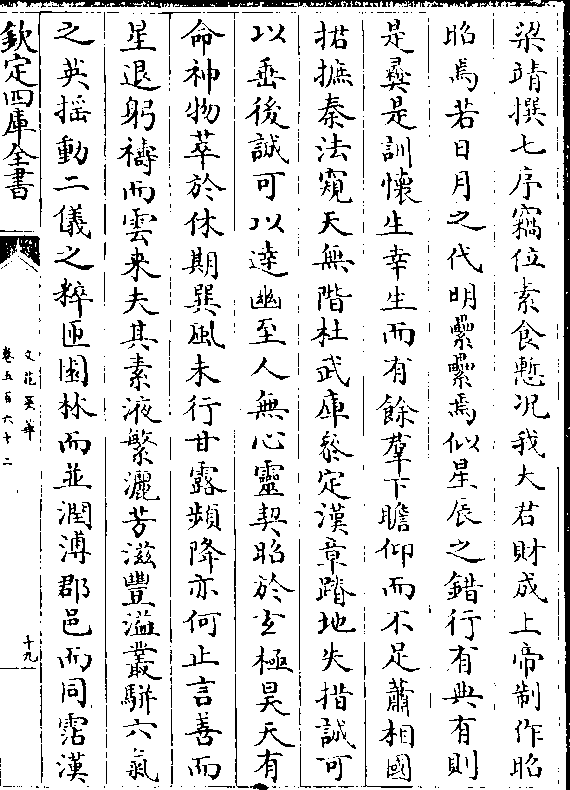 梁靖撰七序竊位素食慙况我大君財成上帝制作昭
昭焉若日月之代明纍纍焉似星辰之錯行有典有則
是彞是訓懷生幸生而有餘羣下瞻仰而不足蕭相國
捃摭秦法窺天無階杜武庫叅定漢章蹐地失措誠可
以垂後誠可以達幽至人無心靈契昭於玄極昊天有
命神物萃於休期巽風未行甘露頻降亦何止言善而
星退躬禱而雲来夫其素液繁灑芳滋豐溢叢騈六氣
之英揺動二儀之粹匝園林而並潤溥郡邑而同霑漢
欽定四庫全書
文苑英華
卷五百六十二
十九